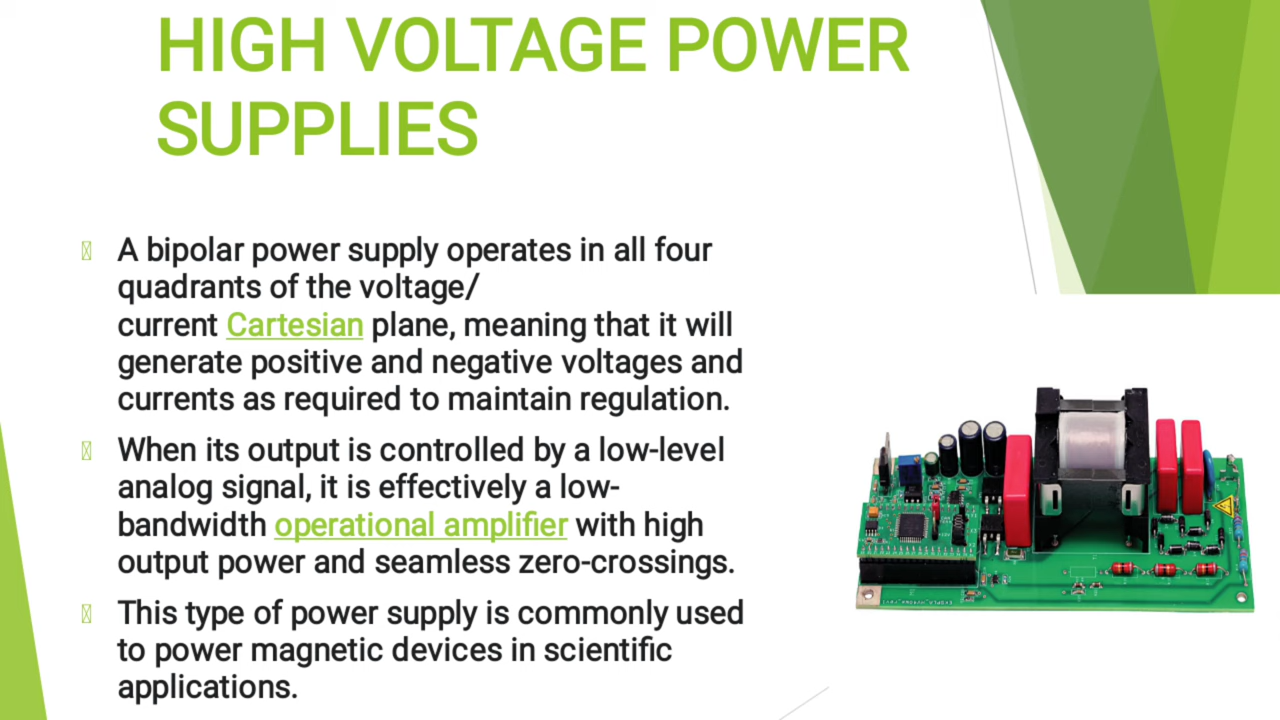 HIGH VOLTAGE POWER
SUPPLIES
A bipolar power supply operates in all four
quadrants of the voltage/
current Cartesian plane, meaning that it will
generate positive and negative voltages and
currents as required to maintain regulation.
When its output is controlled by a low-level
analog signal, it is effectively a low-
bandwidth operational amplifier with high
output power and seamless zero-crossings.
This type of power supply is commonly used
to power magnetic devices in scientific
applications.